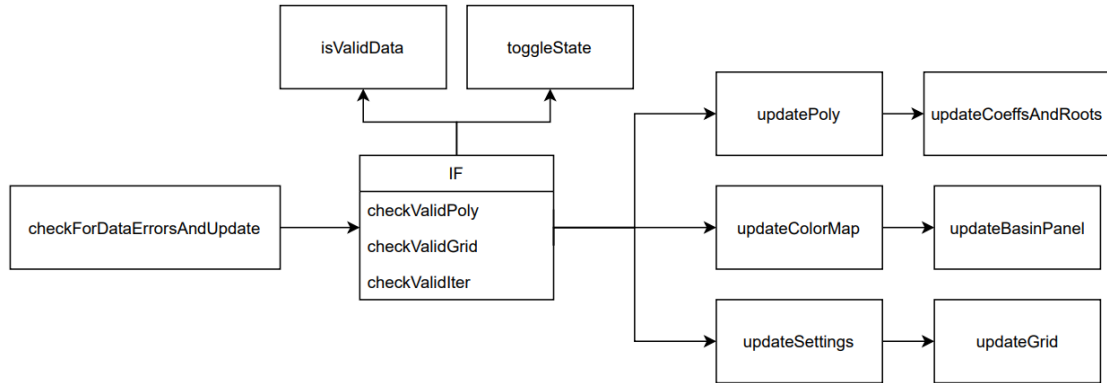 isValidData
toggleState
updatePoly
updateCoeffsAndRoots
IF
checkForDataErrorsAndUpdate
checkValidPoly
checkValidGrid
checkValidIter
updateColorMap
updateBasinPanel
updateSettings
updateGrid